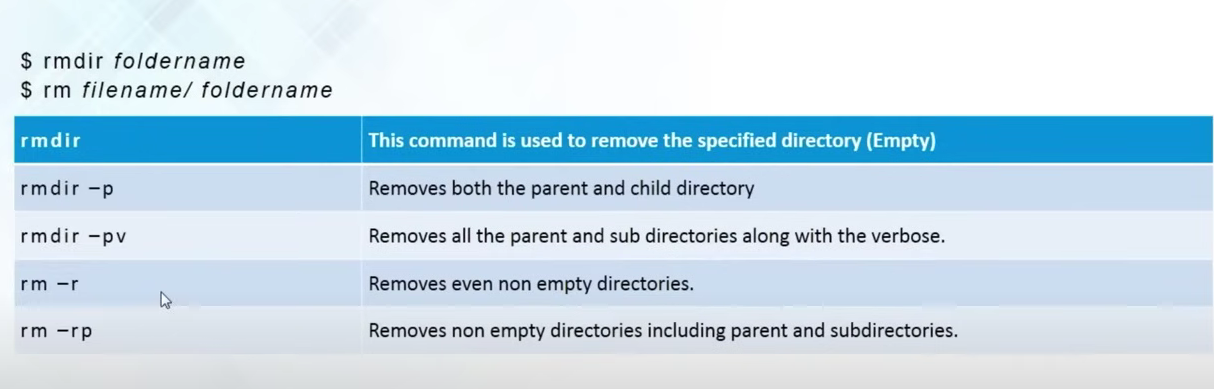 $ rmdir foldername
$ rm filename/ foldername
rmdir This command is used to remove the specified directory (Empty)
rmdir –p Removes both the parent and child directory
rmdir –pv Removes all the parent and sub directories along with the verbose.
rm –r Removes even non empty directories.
rm –rp Removes non empty directories including parent and subdirectories.